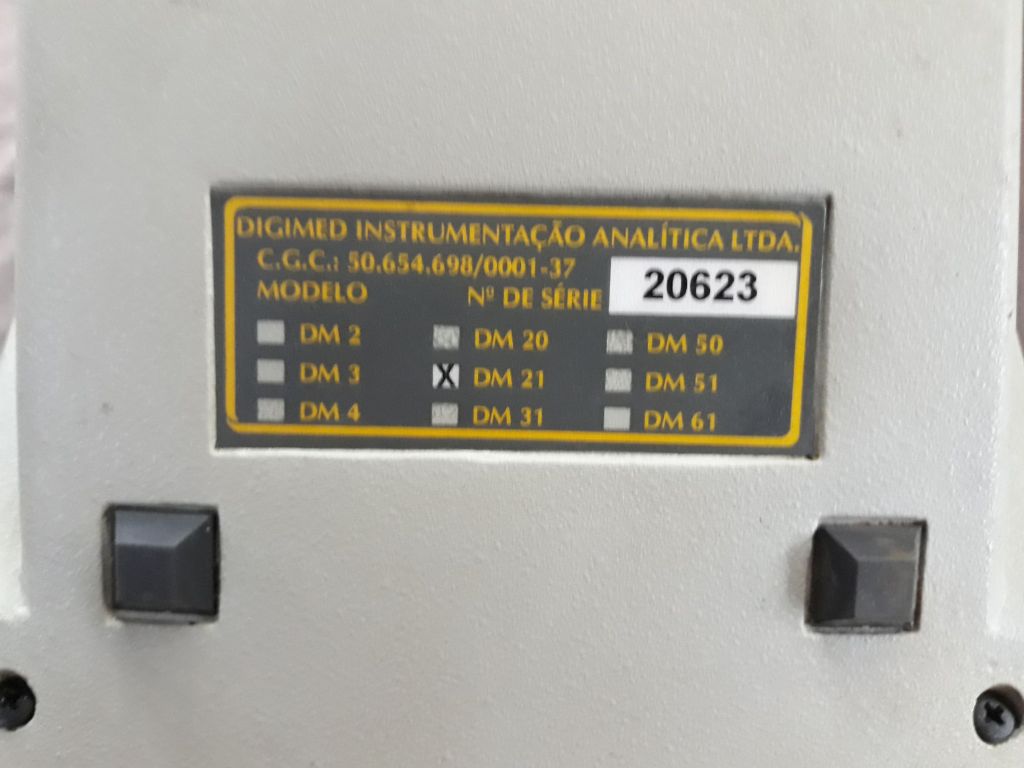 DIGIMED INSTRUMENTAÇÃO ANALÍTICA LTDA.
C.G.C.: 50.654.698/0001-37
MODELO Nº DE SÉRIE 20623
DM 2 DM 20 DM 50
DM 3 X DM 21 DM 51
DM 4 DM 31 DM 61